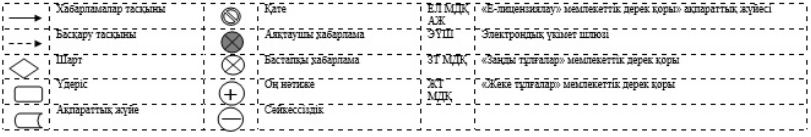 Хабарламалар тасқыны
Қате
ЕЛ МДҚ АЖ
«Е-лицензиялау» мемлекеттік дерек қоры» ақпараттық жүйесі
Басқару тасқыны
Аяқтаушы хабарлама
ЭҮШ
Электрондық үкімет шлюзі
Шарт
Бастапқы хабарлама
ЗТ МДҚ
«Заңды тұлғалар» мемлекеттік дерек қоры
Үдеріс
Оң нәтиже
ЖТ
МДҚ
«Жеке тұлғалар» мемлекеттік дерек қоры
Ақпараттық жүйе
Сәйкессіздік